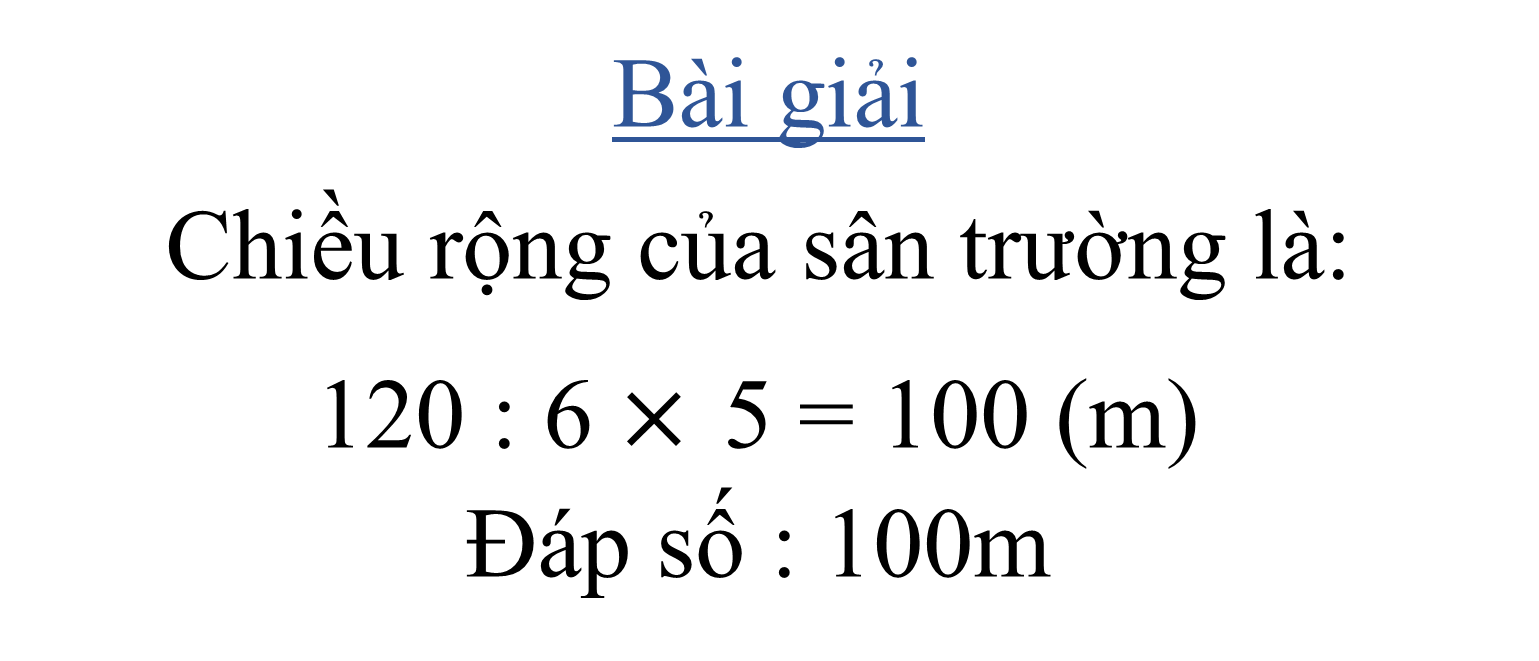 Bài giải
Chiều rộng của sân trường là:
120 : 6 × 5 = 100 (m)
Đáp số : 100m